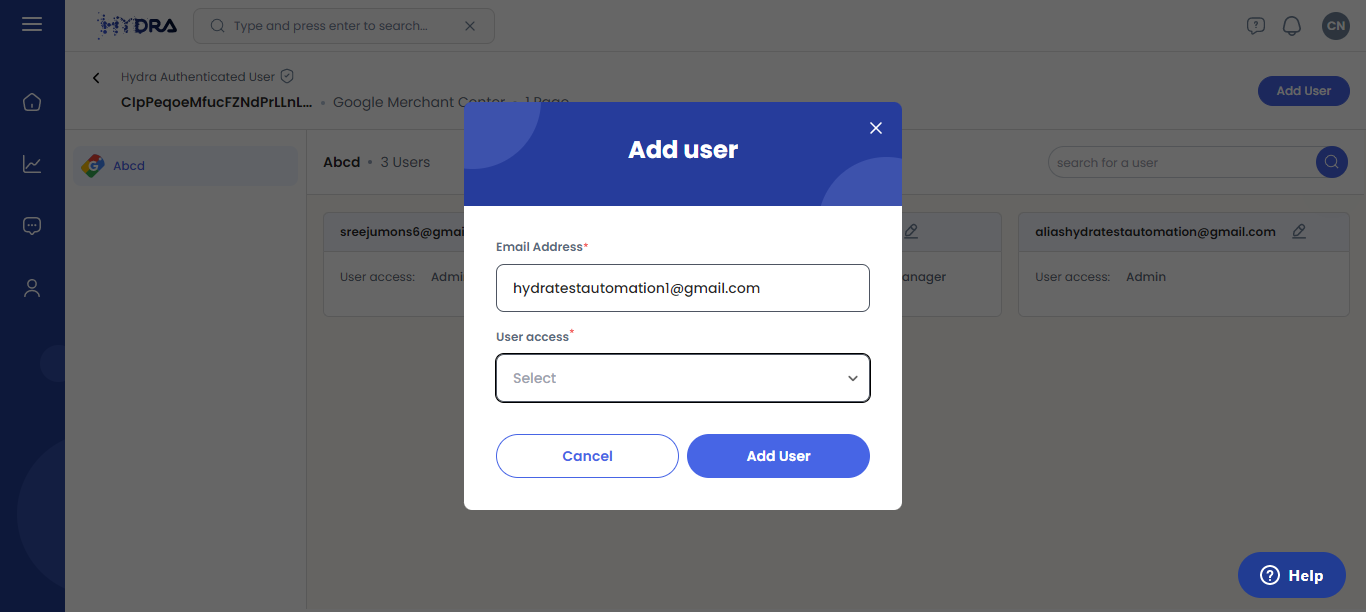 HYDRA
Type and press enter to search...
CN
Hydra Authenticated User
CIpPeqoeMfucFZNdPrLLnL... • Google Merchant Center • 1 Page
Add User
Abcd
Abcd • 3 Users
search for a user
sreejumons6@gmai
User access: Admi
anager
aliashydratestautomation@gmail.com
User access: Admin
Add user
Email Address*
hydratestautomation1@gmail.com
User access*
Select
Cancel
Add User
Help